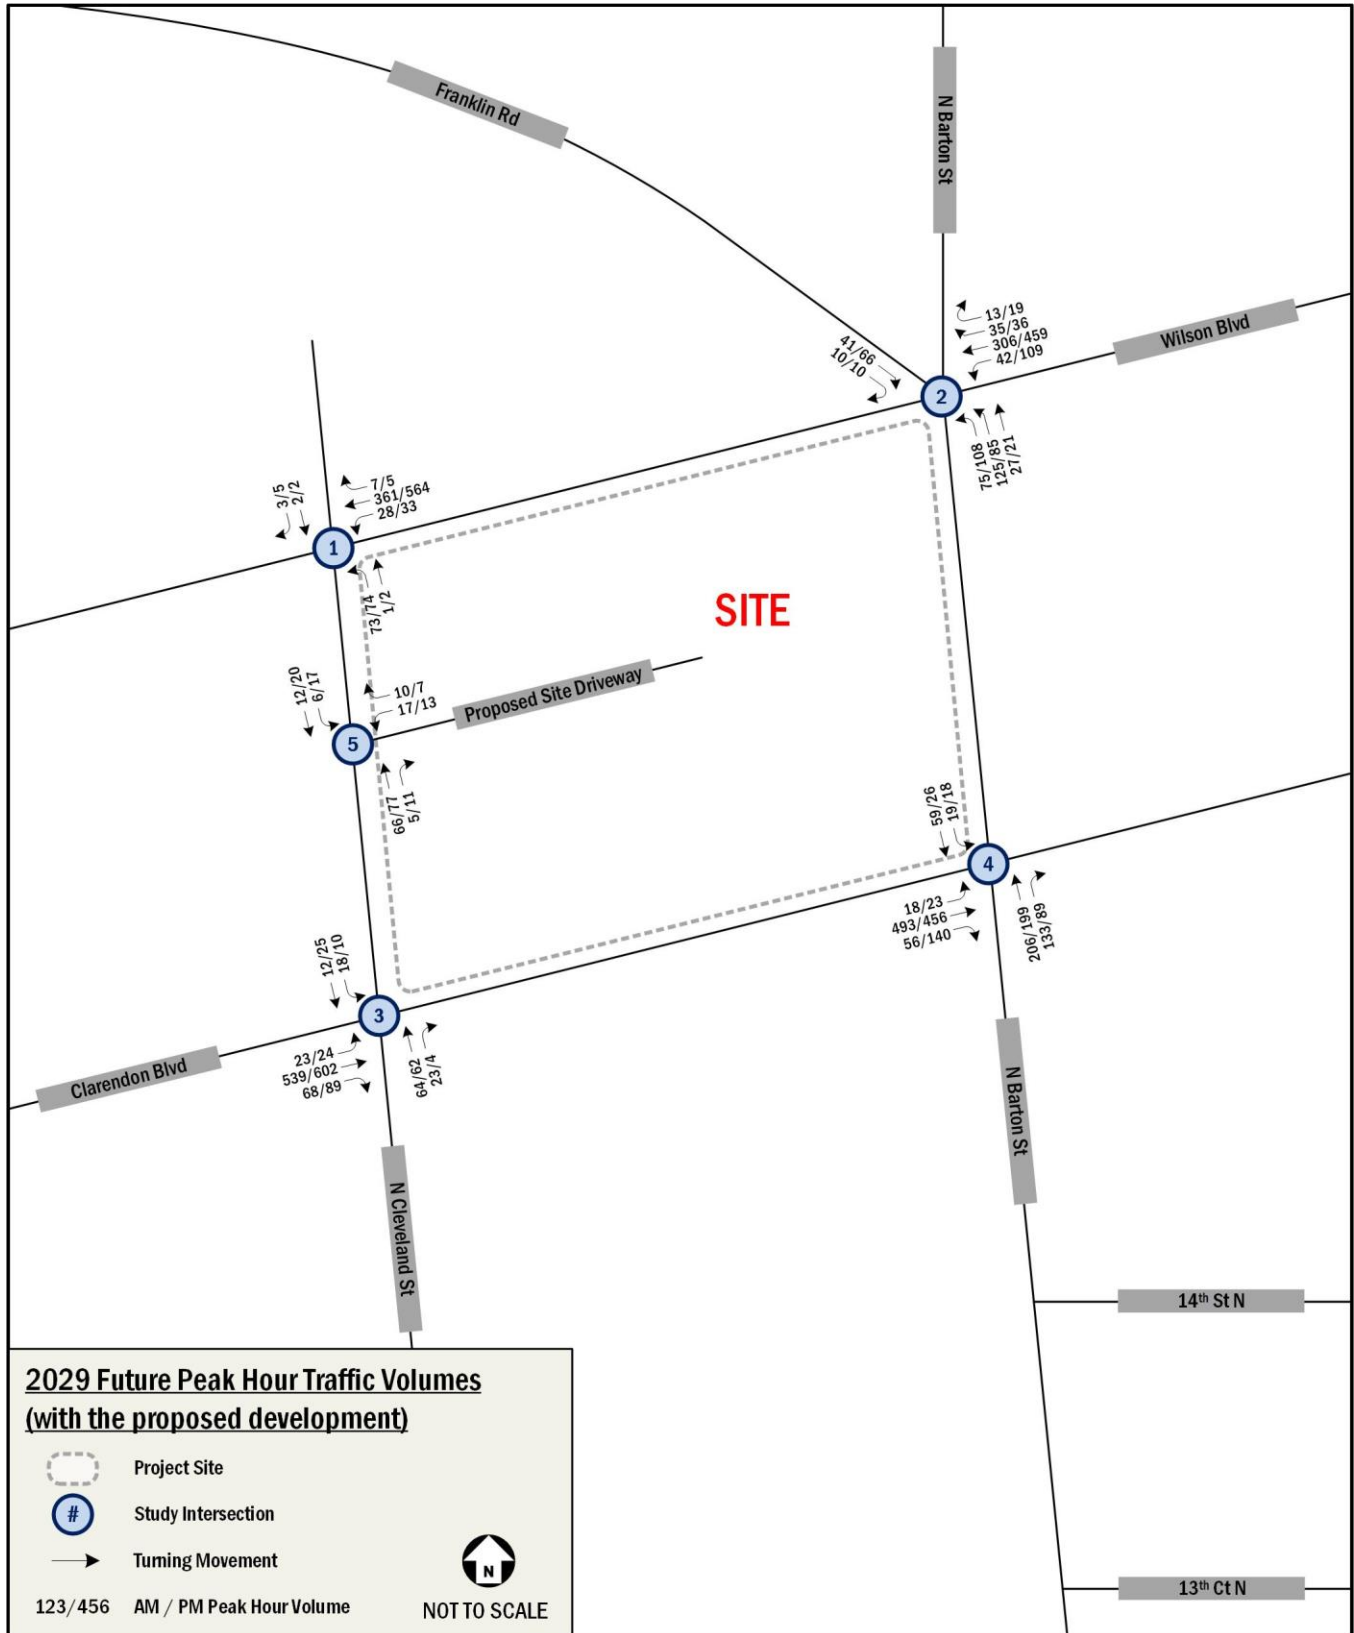 Franklin Rd
N Barton St
13/19
35/36
306/459
42/109
Wilson Blvd
41/66
10/10
2
75/108
125/85
27/21
3/5
2/2
7/5
361/564
28/33
1
73/74
1/2
SITE
12/20
6/17
10/7
17/13
Proposed Site Driveway
5
66/77
5/11
59/26
19/18
4
18/23
493/456
56/140
206/199
133/89
12/25
18/10
3
23/24
539/602
68/89
64/62
23/4
Clarendon Blvd
N Barton St
N Cleveland St
14th St N
13th Ct N
2029 Future Peak Hour Traffic Volumes
(with the proposed development)
Project Site
# Study Intersection
Turning Movement
123/456 AM / PM Peak Hour Volume
N
NOT TO SCALE